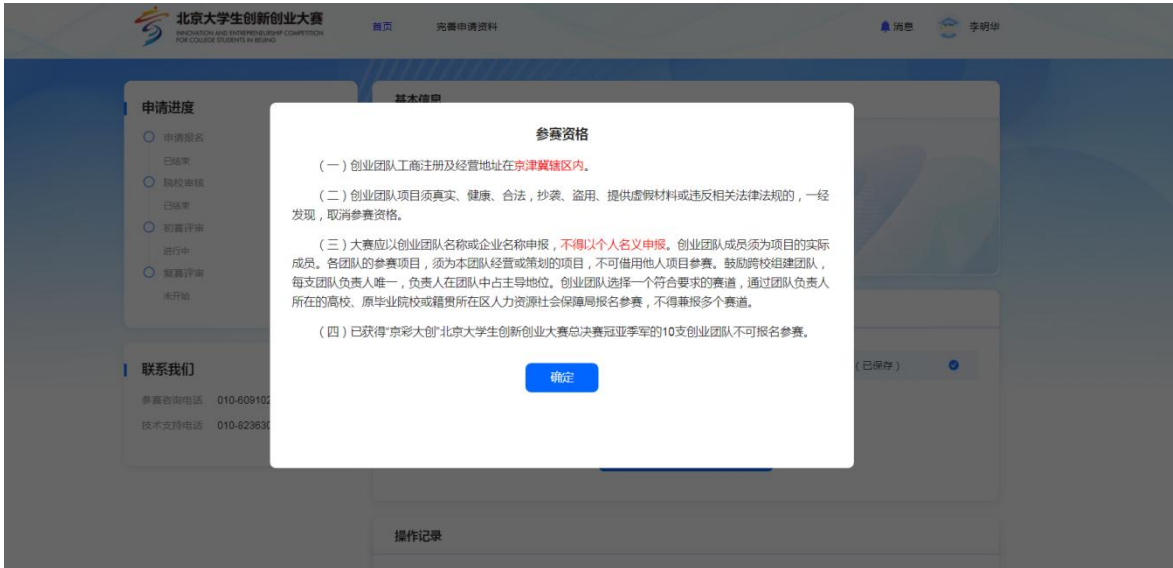 北京大学生创新创业大赛
INNOVATION AND ENTREPRENEURSHIP COMPETITION
FOR COLLEGE STUDENTS IN BEIJING
首页
完善申请资料
消息
李明华
申请进度
申请报名
已结束
院校审核
已结束
初赛评审
进行中
复赛评审
未开始
联系我们
参赛咨询电话 010-609102
技术支持电话 010-823630
基本信息
参赛资格
（一）创业团队工商注册及经营地址在京津冀辖区内。
（二）创业团队项目须真实、健康、合法，抄袭、盗用、提供虚假材料或违反相关法律法规的，一经
发现，取消参赛资格。
（三）大赛应以创业团队名称或企业名称申报，不得以个人名义申报。创业团队成员须为项目的实际
成员。各团队的参赛项目，须为本团队经营或策划的项目，不可借用他人项目参赛。鼓励跨校组建团队，
每支团队负责人唯一，负责人在团队中占主导地位。创业团队选择一个符合要求的赛道，通过团队负责人
所在的高校、原毕业院校或籍贯所在区人力资源社会保障局报名参赛，不得兼报多个赛道。
（四）已获得“京彩大创”北京大学生创新创业大赛总决赛冠亚季军的10支创业团队不可报名参赛。
确定
（已保存）
操作记录